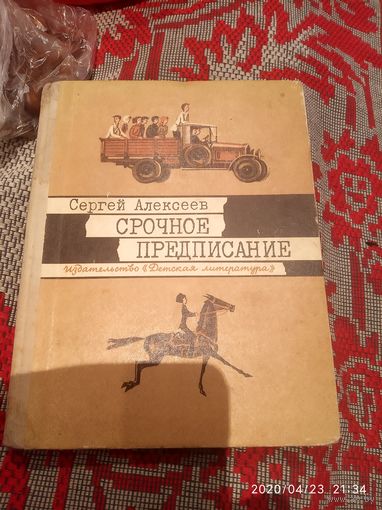 Сергей Алексеев
СРОЧНОЕ
ПРЕДПИСАНИЕ
издательство «Детская литература»
2020/04/23 21:34